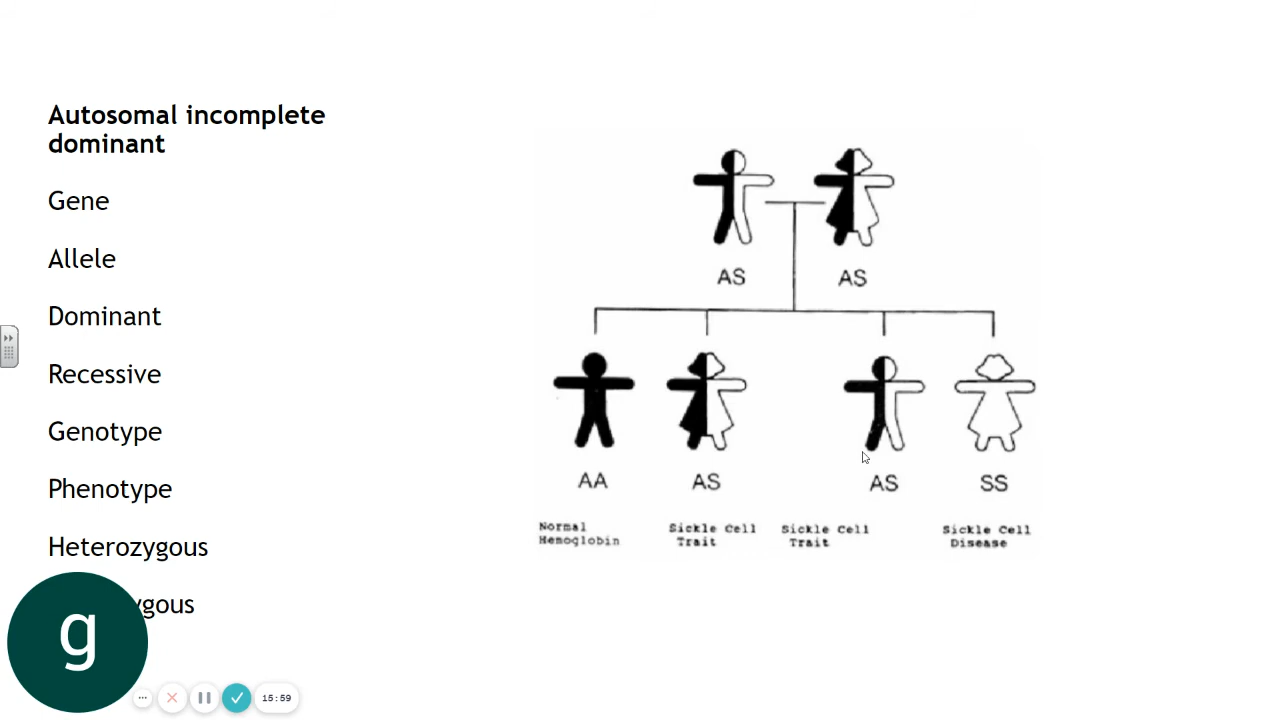 Autosomal incomplete
dominant
Gene
Allele
Dominant
Recessive
Genotype
Phenotype
Heterozygous
AS AS
AA AS AS SS
Normal Sickle Cell Sickle Cell Sickle Cell
Hemoglobin Trait Trait Disease
g
15:59